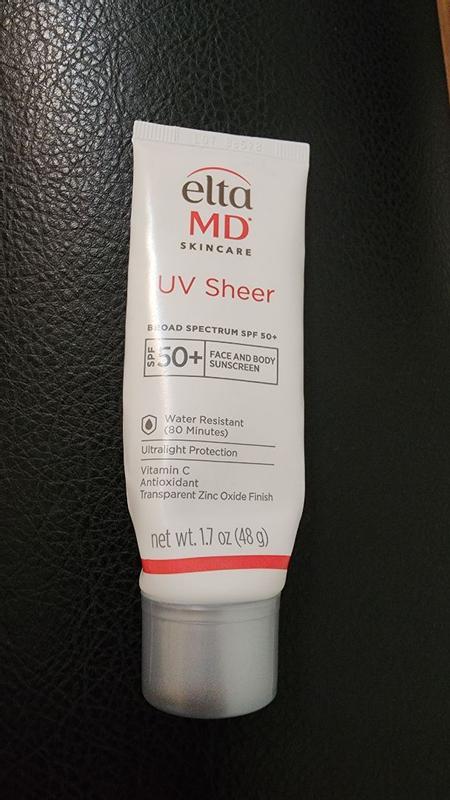 elta
MD
SKINCARE
UV Sheer
BROAD SPECTRUM SPF 50+
SPF 50+ FACE AND BODY
SUNSCREEN
Water Resistant
(80 Minutes)
Ultralight Protection
Vitamin C
Antioxidant
Transparent Zinc Oxide Finish
net wt. 1.7 oz (48 g)